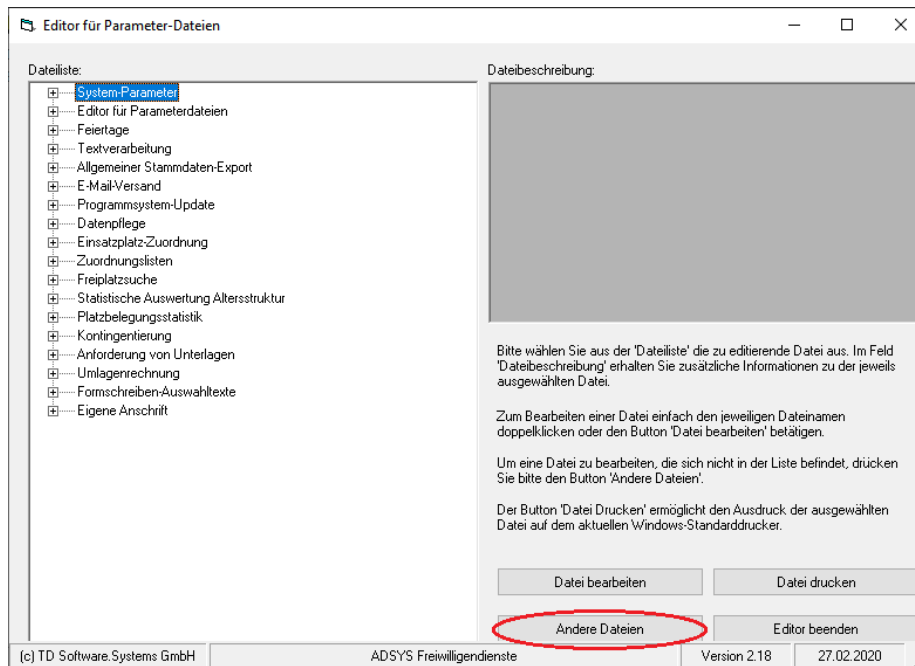 Editor für Parameter-Dateien
Dateiliste:
System-Parameter
Editor für Parameterdateien
Feiertage
Textverarbeitung
Allgemeiner Stammdaten-Export
E-Mail-Versand
Programmsystem-Update
Datenpflege
Einsatzplatz-Zuordnung
Zuordnungslisten
Freiplatzsuche
Statistische Auswertung Altersstruktur
Platzbelegungsstatistik
Kontingentierung
Anforderung von Unterlagen
Umlagenrechnung
Formschreiben-Auswahltexte
Eigene Anschrift
Dateibeschreibung:
Bitte wählen Sie aus der 'Dateiliste' die zu editierende Datei aus. Im Feld
'Dateibeschreibung' erhalten Sie zusätzliche Informationen zu der jeweils
ausgewählten Datei.
Zum Bearbeiten einer Datei einfach den jeweiligen Dateinamen
doppelklicken oder den Button 'Datei bearbeiten' betätigen.
Um eine Datei zu bearbeiten, die sich nicht in der Liste befindet, drücken
Sie bitte den Button 'Andere Dateien'.
Der Button 'Datei Drucken' ermöglicht den Ausdruck der ausgewählten
Datei auf dem aktuellen Windows-Standarddrucker.
Datei bearbeiten
Datei drucken
Andere Dateien
Editor beenden
(c) TD Software.Systems GmbH
ADSYS Freiwilligendienste
Version 2.18
27.02.2020